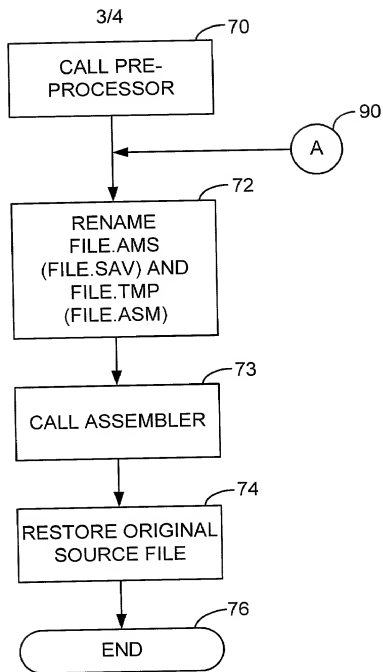 3/4
70
CALL PRE-
PROCESSOR
90
A
72
RENAME
FILE.AMS
(FILE.SAV) AND
FILE.TMP
(FILE.ASM)
73
CALL ASSEMBLER
74
RESTORE ORIGINAL
SOURCE FILE
76
END